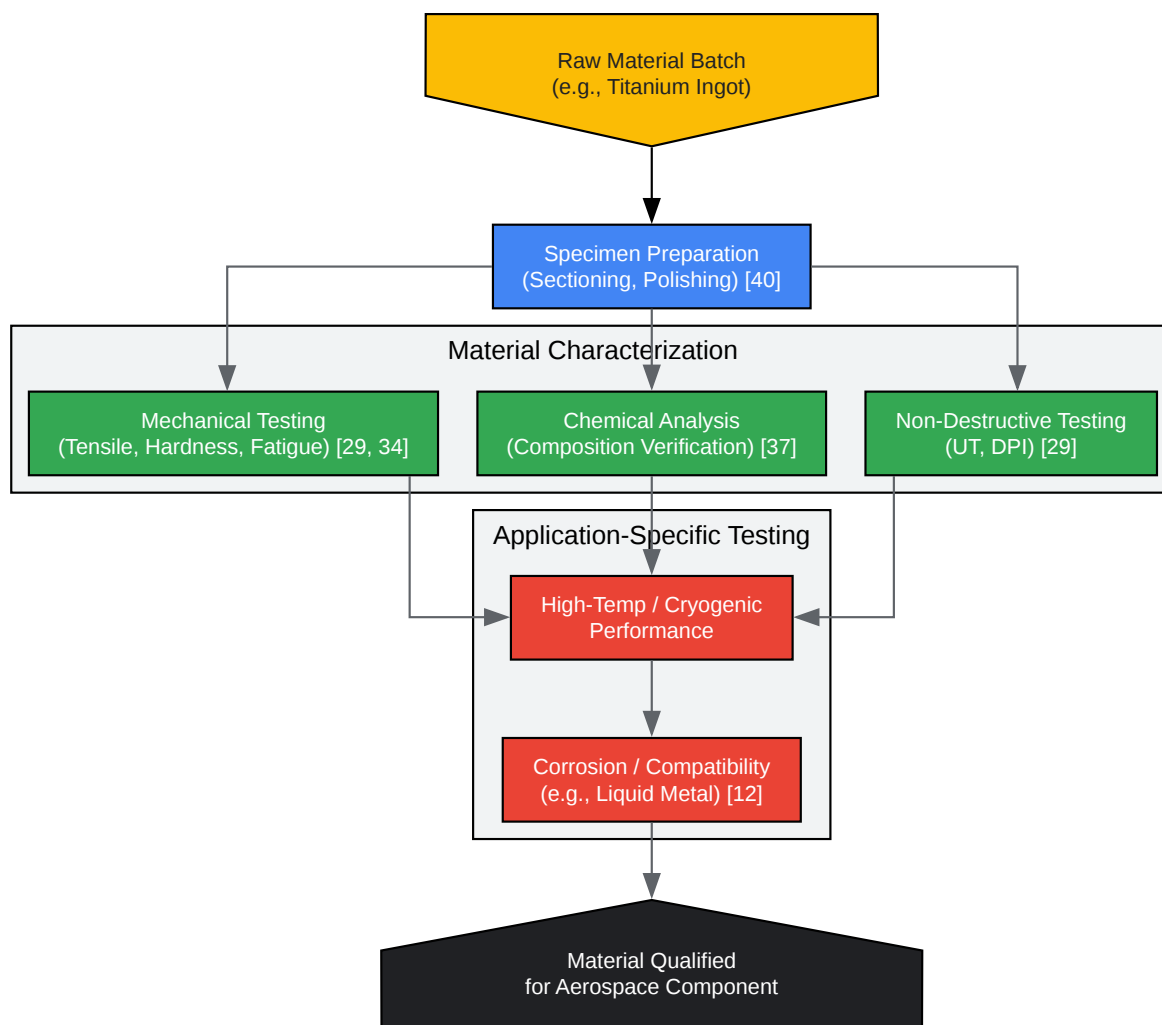 Raw Material Batch
(e.g., Titanium Ingot)
Specimen Preparation
(Sectioning, Polishing) [40]
Material Characterization
Mechanical Testing
(Tensile, Hardness, Fatigue) [29, 34]
Chemical Analysis
(Composition Verification) [37]
Non-Destructive Testing
(UT, DPI) [29]
Application-Specific Testing
High-Temp / Cryogenic
Performance
Corrosion / Compatibility
(e.g., Liquid Metal) [12]
Material Qualified
for Aerospace Component